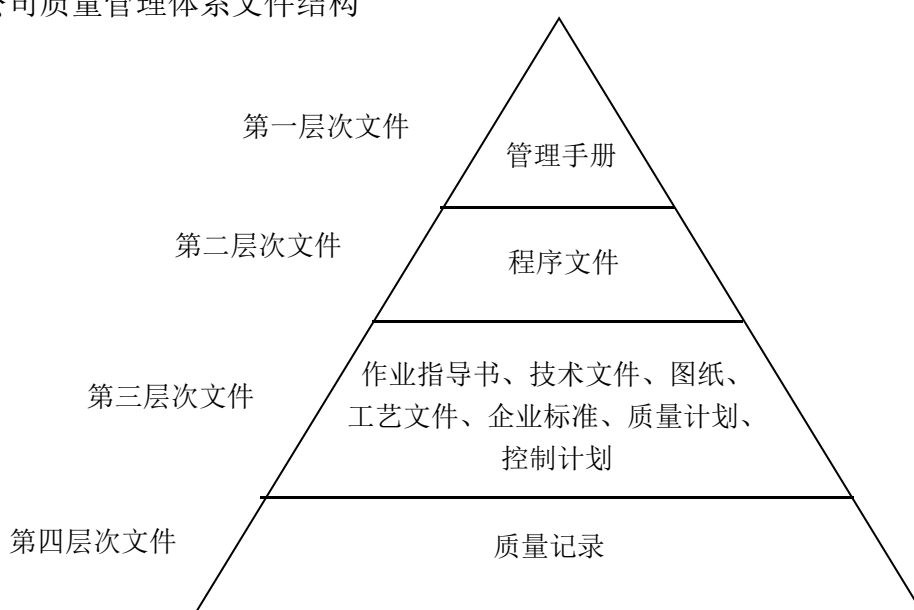 公司质量管理体系文件结构
第一层次文件
管理手册
第二层次文件
程序文件
第三层次文件
作业指导书、技术文件、图纸、
工艺文件、企业标准、质量计划、
控制计划
第四层次文件
质量记录